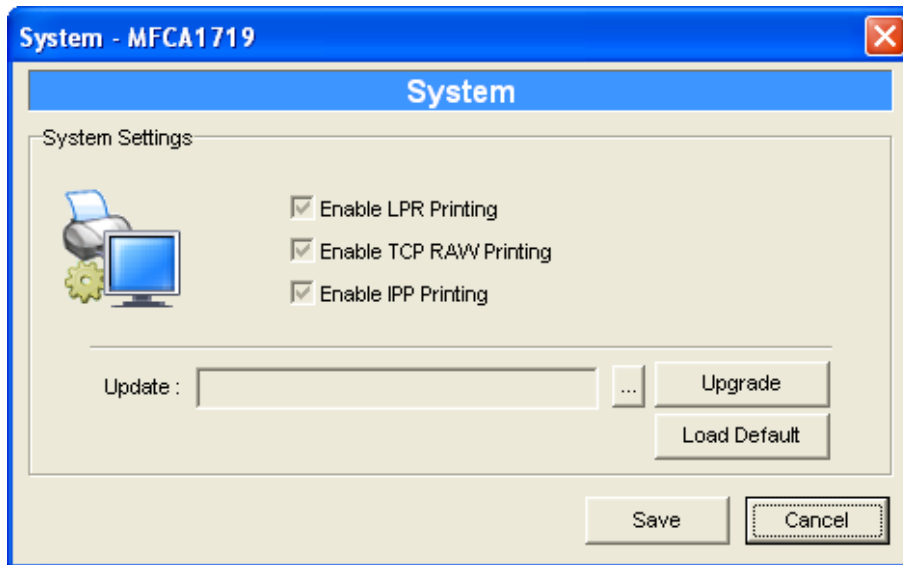 System - MFCA1719
System
System Settings
Enable LPR Printing
Enable TCP RAW Printing
Enable IPP Printing
Update :
...
Upgrade
Load Default
Save
Cancel